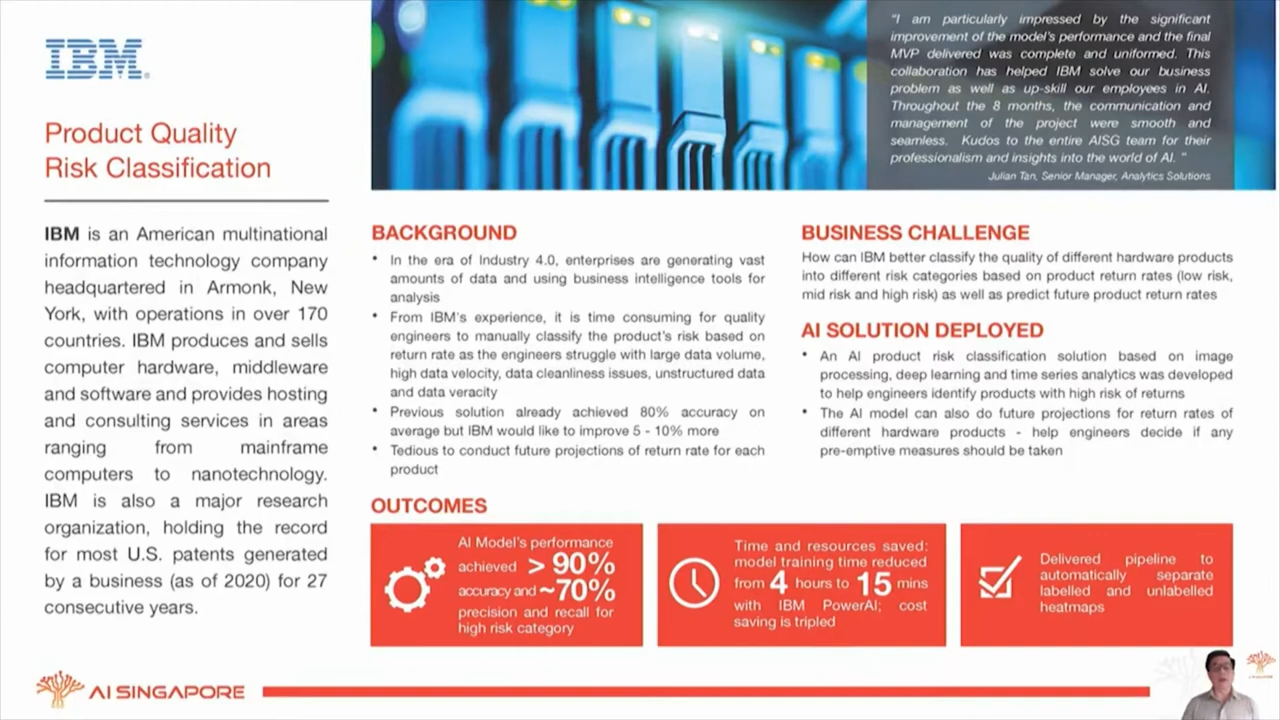 IBM
Product Quality
Risk Classification
IBM is an American multinational
information technology company
headquartered in Armonk, New
York, with operations in over 170
countries. IBM produces and sells
computer hardware, middleware
and software and provides hosting
and consulting services in areas
ranging from mainframe
computers to nanotechnology.
IBM is also a major research
organization, holding the record
for most U.S. patents generated
by a business (as of 2020) for 27
consecutive years.
"I am particularly impressed by the significant
improvement of the model's performance and the final
MVP delivered was complete and uniformed. This
collaboration has helped IBM solve our business
problem as well as up-skill our employees in AI.
Throughout the 8 months, the communication and
management of the project were smooth and
seamless. Kudos to the entire AISG team for their
professionalism and insights into the world of AI. "
Julian Tan, Senior Manager, Analytics Solutions
BACKGROUND
• In the era of Industry 4.0, enterprises are generating vast
amounts of data and using business intelligence tools for
analysis
• From IBM's experience, it is time consuming for quality
engineers to manually classify the product's risk based on
return rate as the engineers struggle with large data volume,
high data velocity, data cleanliness issues, unstructured data
and data veracity
• Previous solution already achieved 80% accuracy on
average but IBM would like to improve 5 - 10% more
• Tedious to conduct future projections of return rate for each
product
BUSINESS CHALLENGE
How can IBM better classify the quality of different hardware products
into different risk categories based on product return rates (low risk,
mid risk and high risk) as well as predict future product return rates
AI SOLUTION DEPLOYED
• An AI product risk classification solution based on image
processing, deep learning and time series analytics was developed
to help engineers identify products with high risk of returns
• The AI model can also do future projections for return rates of
different hardware products - help engineers decide if any
pre-emptive measures should be taken
OUTCOMES
AI Model's performance
achieved > 90%
accuracy and ~70%
precision and recall for
high risk category
Time and resources saved:
model training time reduced
from 4 hours to 15 mins
with IBM PowerAI; cost
saving is tripled
Delivered pipeline to
automatically separate
labelled and unlabelled
heatmaps
AI SINGAPORE